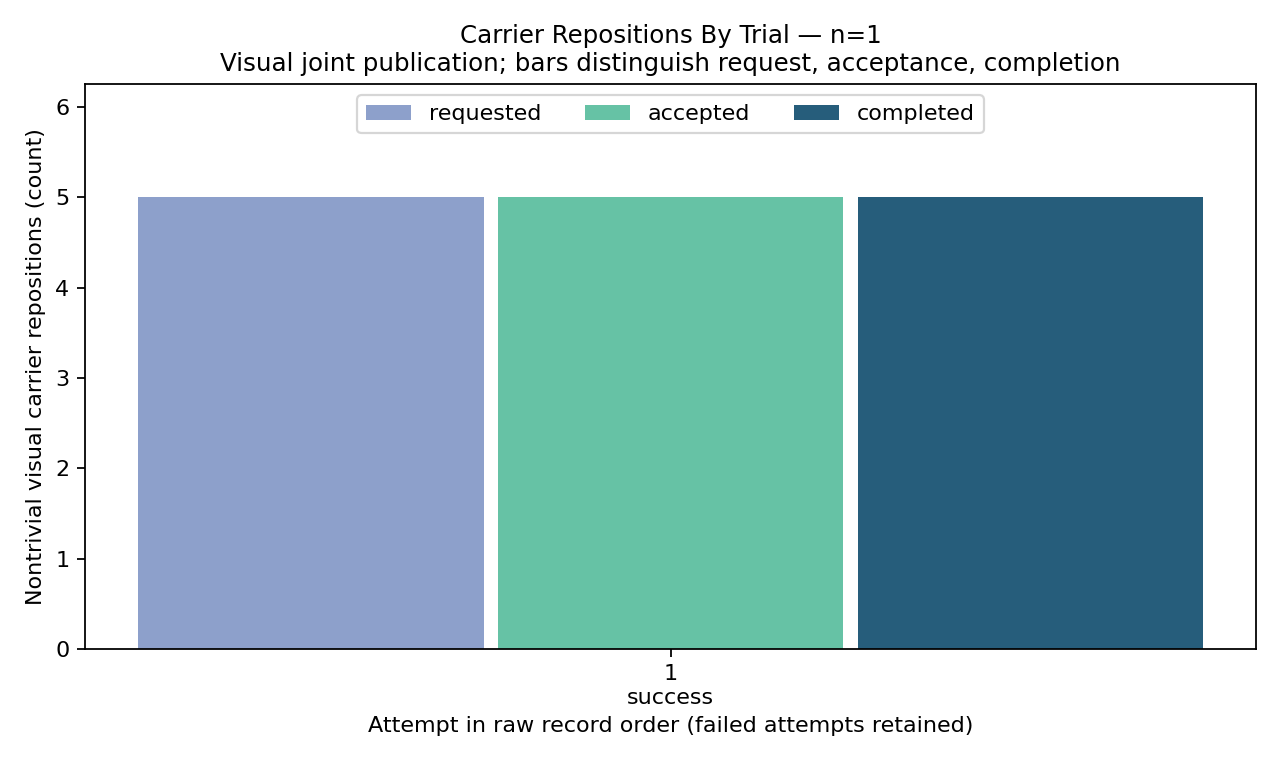 Carrier Repositions By Trial — n=1
Visual joint publication; bars distinguish request, acceptance, completion
requested accepted completed
Nontrivial visual carrier repositions (count)
6
5
4
3
2
1
0
1
success
Attempt in raw record order (failed attempts retained)